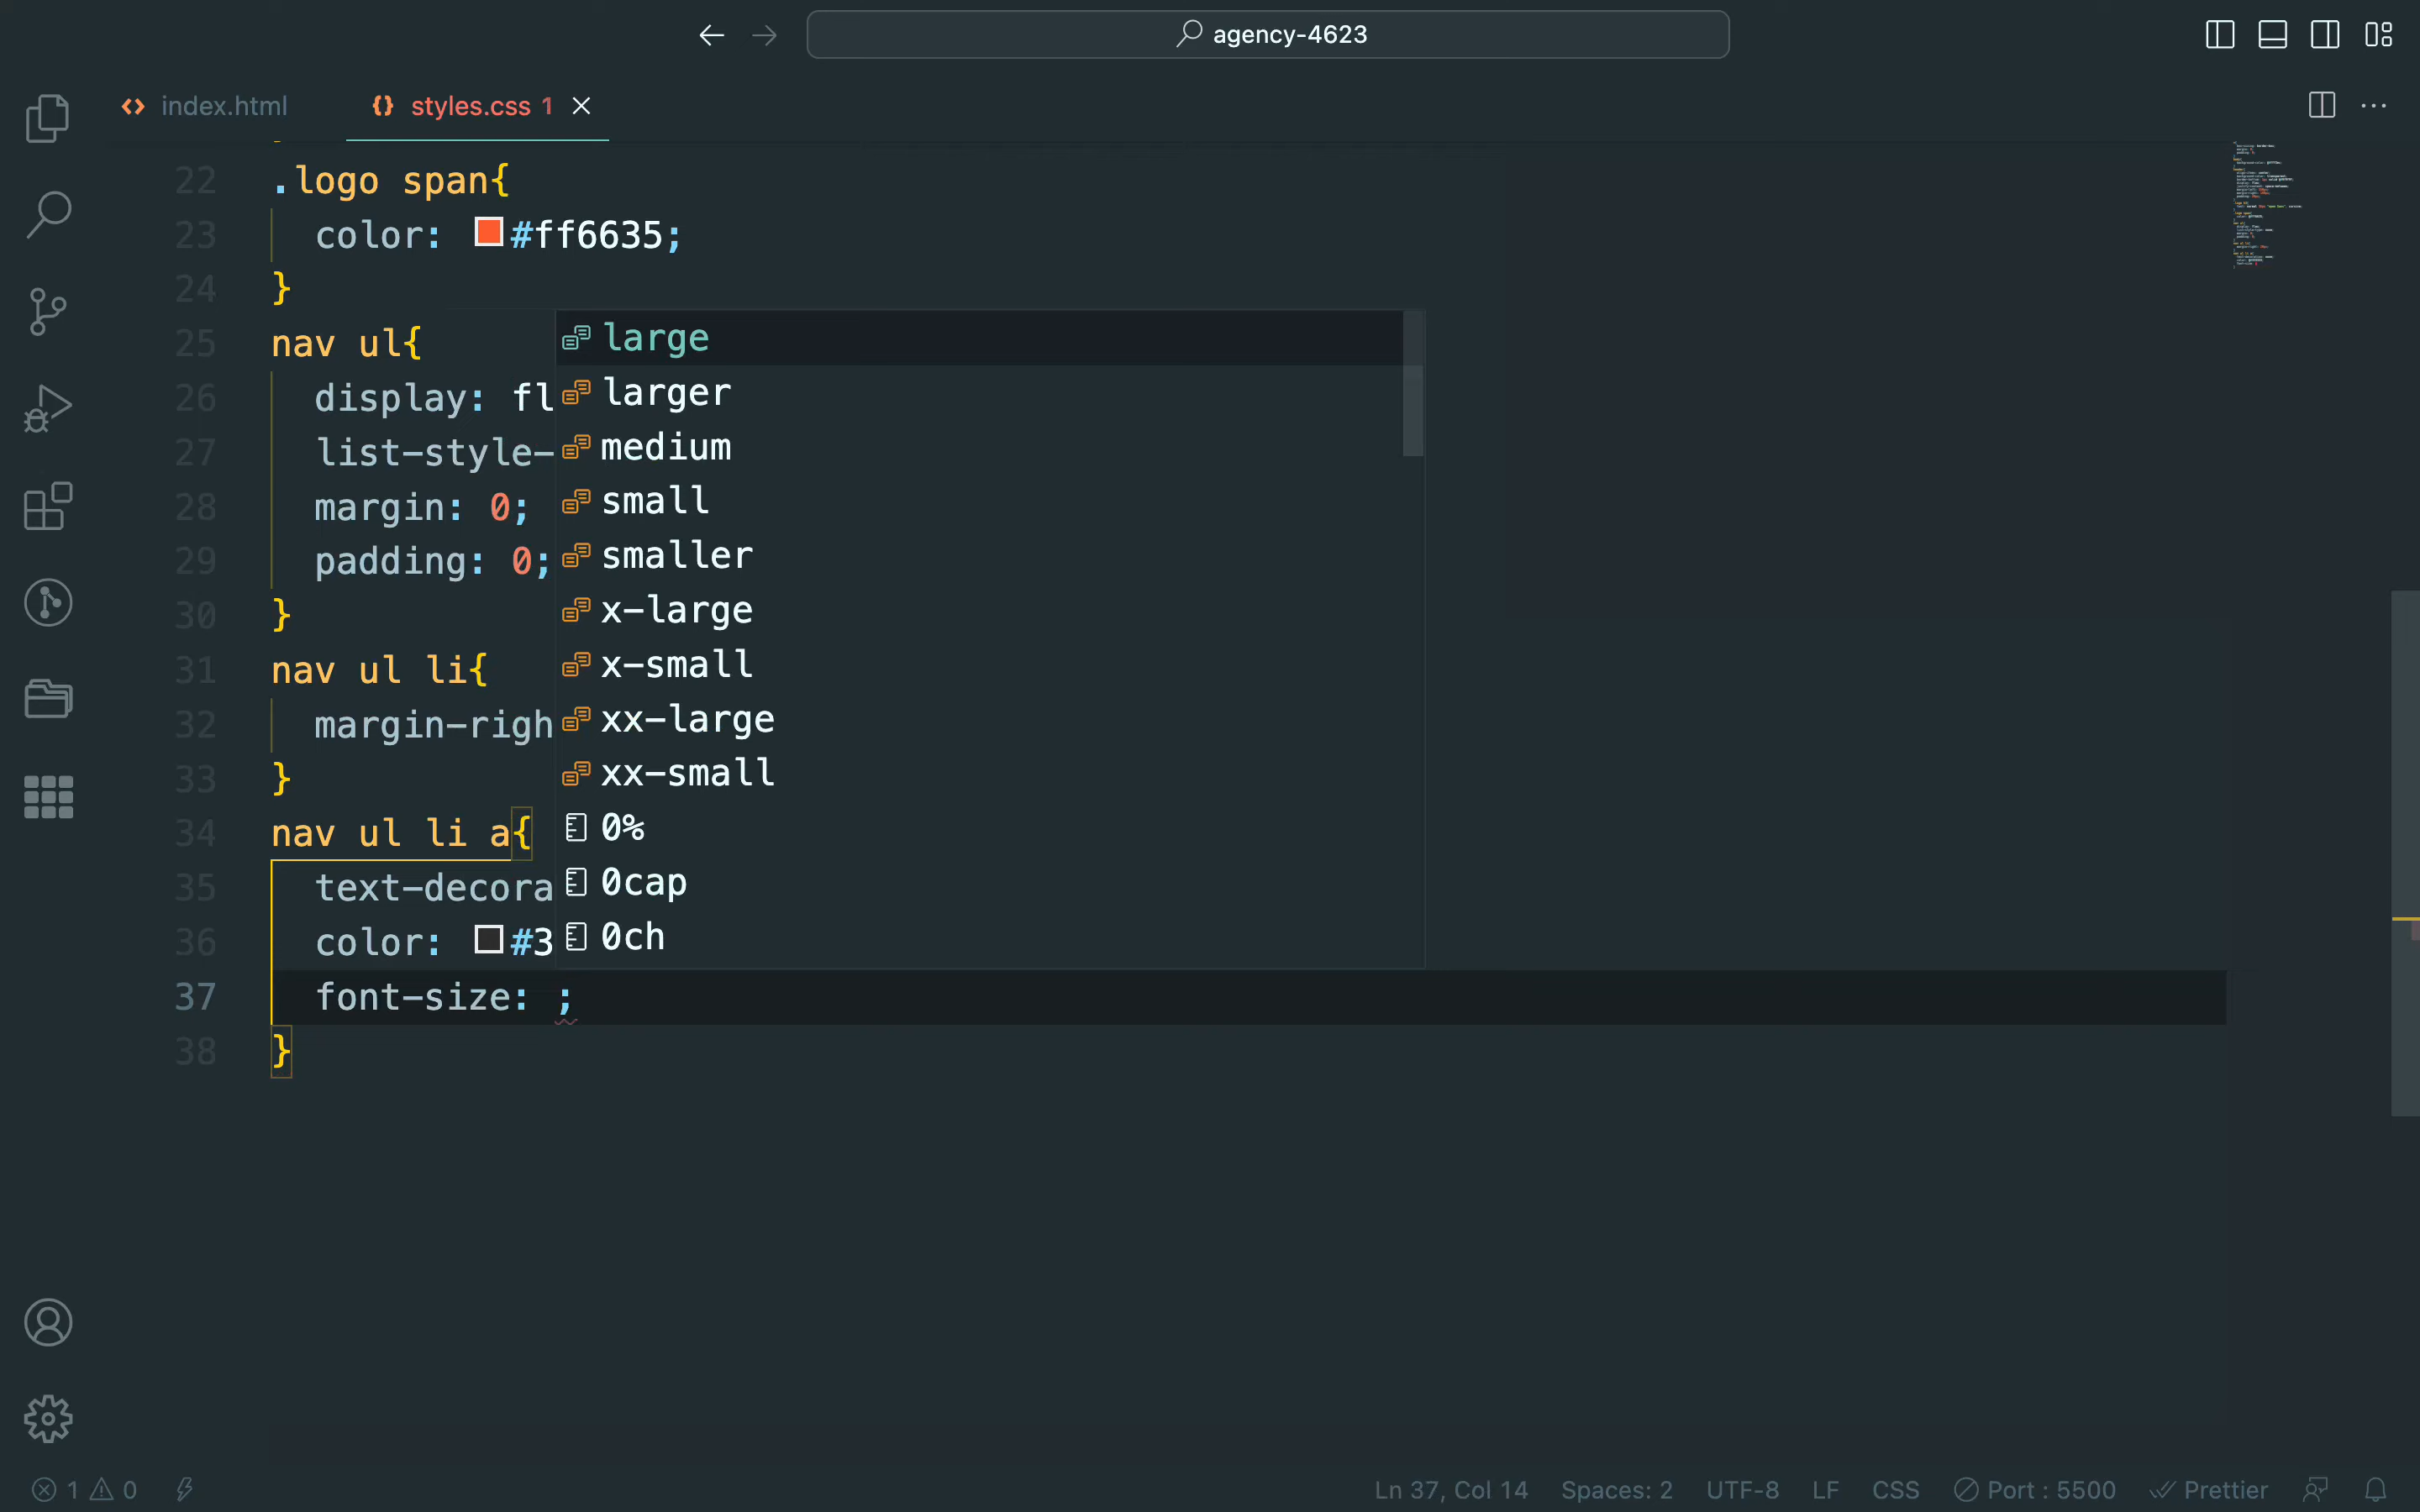 agency-4623
index.html
styles.css 1
22 .logo span{
23 color: #ff6635;
24 }
25 nav ul{
26 display: fl
27 list-style-
28 margin: 0;
29 padding: 0;
30 }
31 nav ul li{
32 margin-righ
33 }
34 nav ul li a{
35 text-decora
36 color: #3
37 font-size: ;
38 }
large
larger
medium
small
smaller
x-large
x-small
xx-large
xx-small
0%
0cap
0ch
1 0
Ln 37, Col 14 Spaces: 2 UTF-8 LF CSS Port : 5500 Prettier